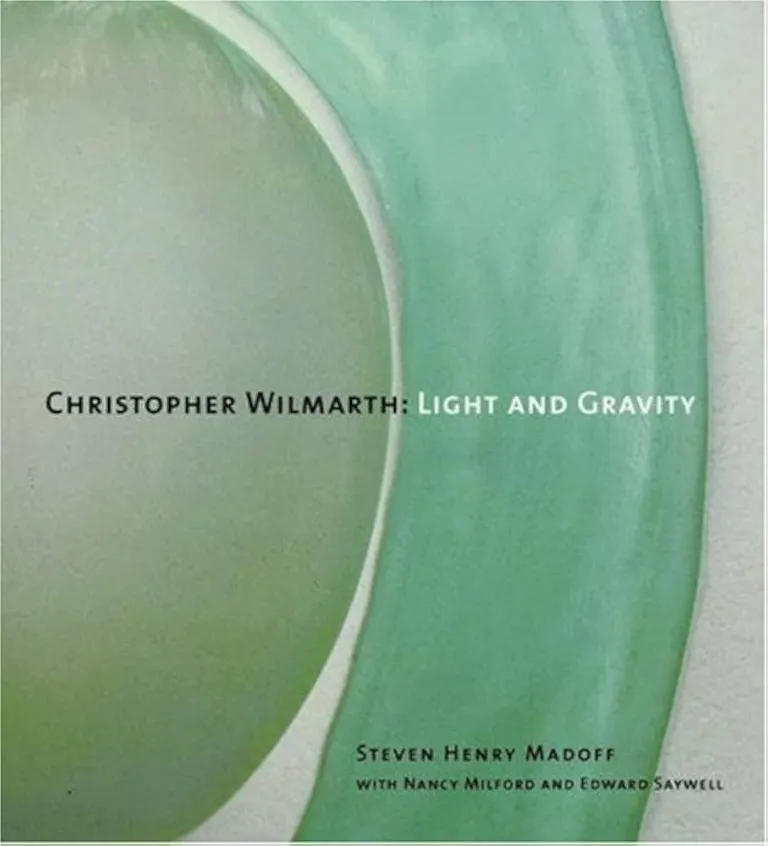 Christopher Wilmarth: Light and Gravity
Steven Henry Madoff
with Nancy Milford and Edward Saywell